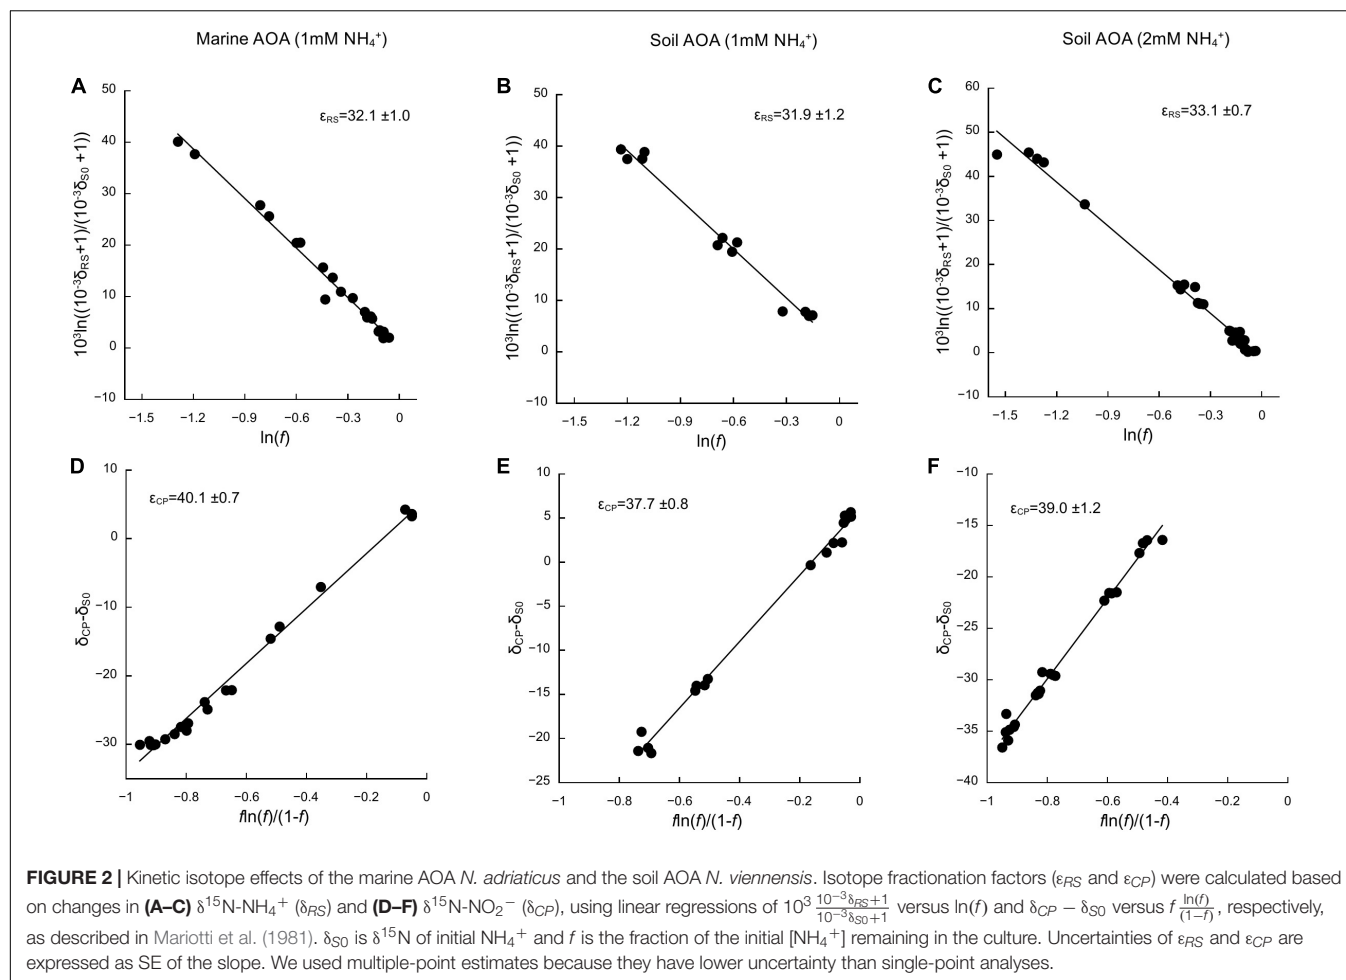 Marine AOA (1mM NH₄⁺)
Soil AOA (1mM NH₄⁺)
Soil AOA (2mM NH₄⁺)
A
εRS=32.1 ±1.0
10³ln((10⁻³δRS+1)/(10⁻³δS0 +1))
50
40
30
20
10
0
−10
−1.5
−1.2
−0.9
−0.6
−0.3
0
ln(f)
B
εRS=31.9 ±1.2
10³ln((10⁻³δRS+1)/(10⁻³δS0 +1))
50
40
30
20
10
0
−10
−1.5
−1.2
−0.9
−0.6
−0.3
0
ln(f)
C
εRS=33.1 ±0.7
10³ln((10⁻³δRS+1)/(10⁻³δS0 +1))
60
50
40
30
20
10
0
−10
−1.5
−1.2
−0.9
−0.6
−0.3
0
ln(f)
D
εCP=40.1 ±0.7
δCP-δS0
10
0
−10
−20
−30
−1
−0.8
−0.6
−0.4
−0.2
0
fln(f)/(1-f)
E
εCP=37.7 ±0.8
δCP-δS0
10
5
0
−5
−10
−15
−20
−25
−1
−0.8
−0.6
−0.4
−0.2
0
fln(f)/(1-f)
F
εCP=39.0 ±1.2
δCP-δS0
−10
−15
−20
−25
−30
−35
−40
−1
−0.8
−0.6
−0.4
−0.2
0
fln(f)/(1-f)
FIGURE 2 | Kinetic isotope effects of the marine AOA N. adriaticus and the soil AOA N. viennensis. Isotope fractionation factors (εRS and εCP) were calculated based
on changes in (A–C) δ¹⁵N-NH₄⁺ (δRS) and (D–F) δ¹⁵N-NO₂⁻ (δCP), using linear regressions of 10³ (10⁻³δRS+1)/(10⁻³δS0+1) versus ln(f) and δCP − δS0 versus f ln(f)/(1−f), respectively,
as described in Mariotti et al. (1981). δS0 is δ¹⁵N of initial NH₄⁺ and f is the fraction of the initial [NH₄⁺] remaining in the culture. Uncertainties of εRS and εCP are
expressed as SE of the slope. We used multiple-point estimates because they have lower uncertainty than single-point analyses.